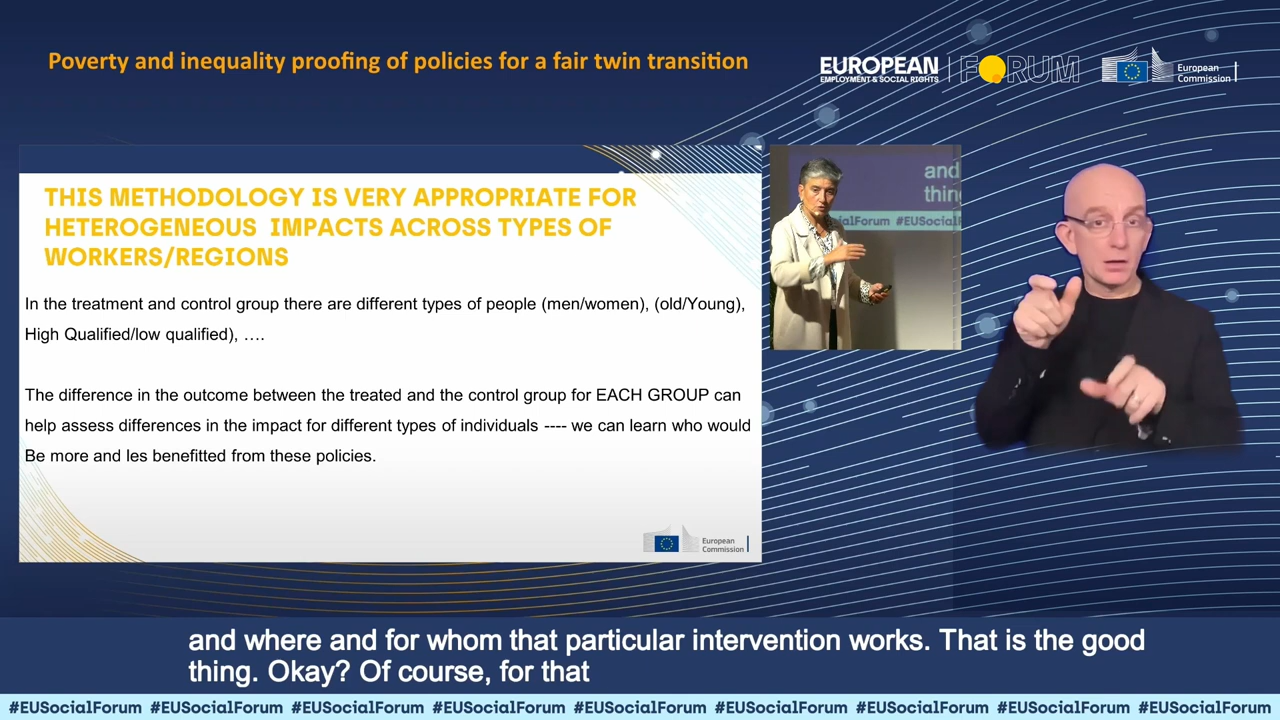 Poverty and inequality proofing of policies for a fair twin transition
EUROPEAN
EMPLOYMENT & SOCIAL RIGHTS
FORUM
European
Commission
THIS METHODOLOGY IS VERY APPROPRIATE FOR
HETEROGENEOUS IMPACTS ACROSS TYPES OF
WORKERS/REGIONS
In the treatment and control group there are different types of people (men/women), (old/Young),
High Qualified/low qualified), ….
The difference in the outcome between the treated and the control group for EACH GROUP can
help assess differences in the impact for different types of individuals ---- we can learn who would
Be more and les benefitted from these policies.
European
Commission
and
thing
ialForum #EUSocial
and where and for whom that particular intervention works. That is the good
thing. Okay? Of course, for that
#EUSocialForum #EUSocialForum #EUSocialForum #EUSocialForum #EUSocialForum #EUSocialForum #EUSocialForum #EUSocialForum #EUSocialForum